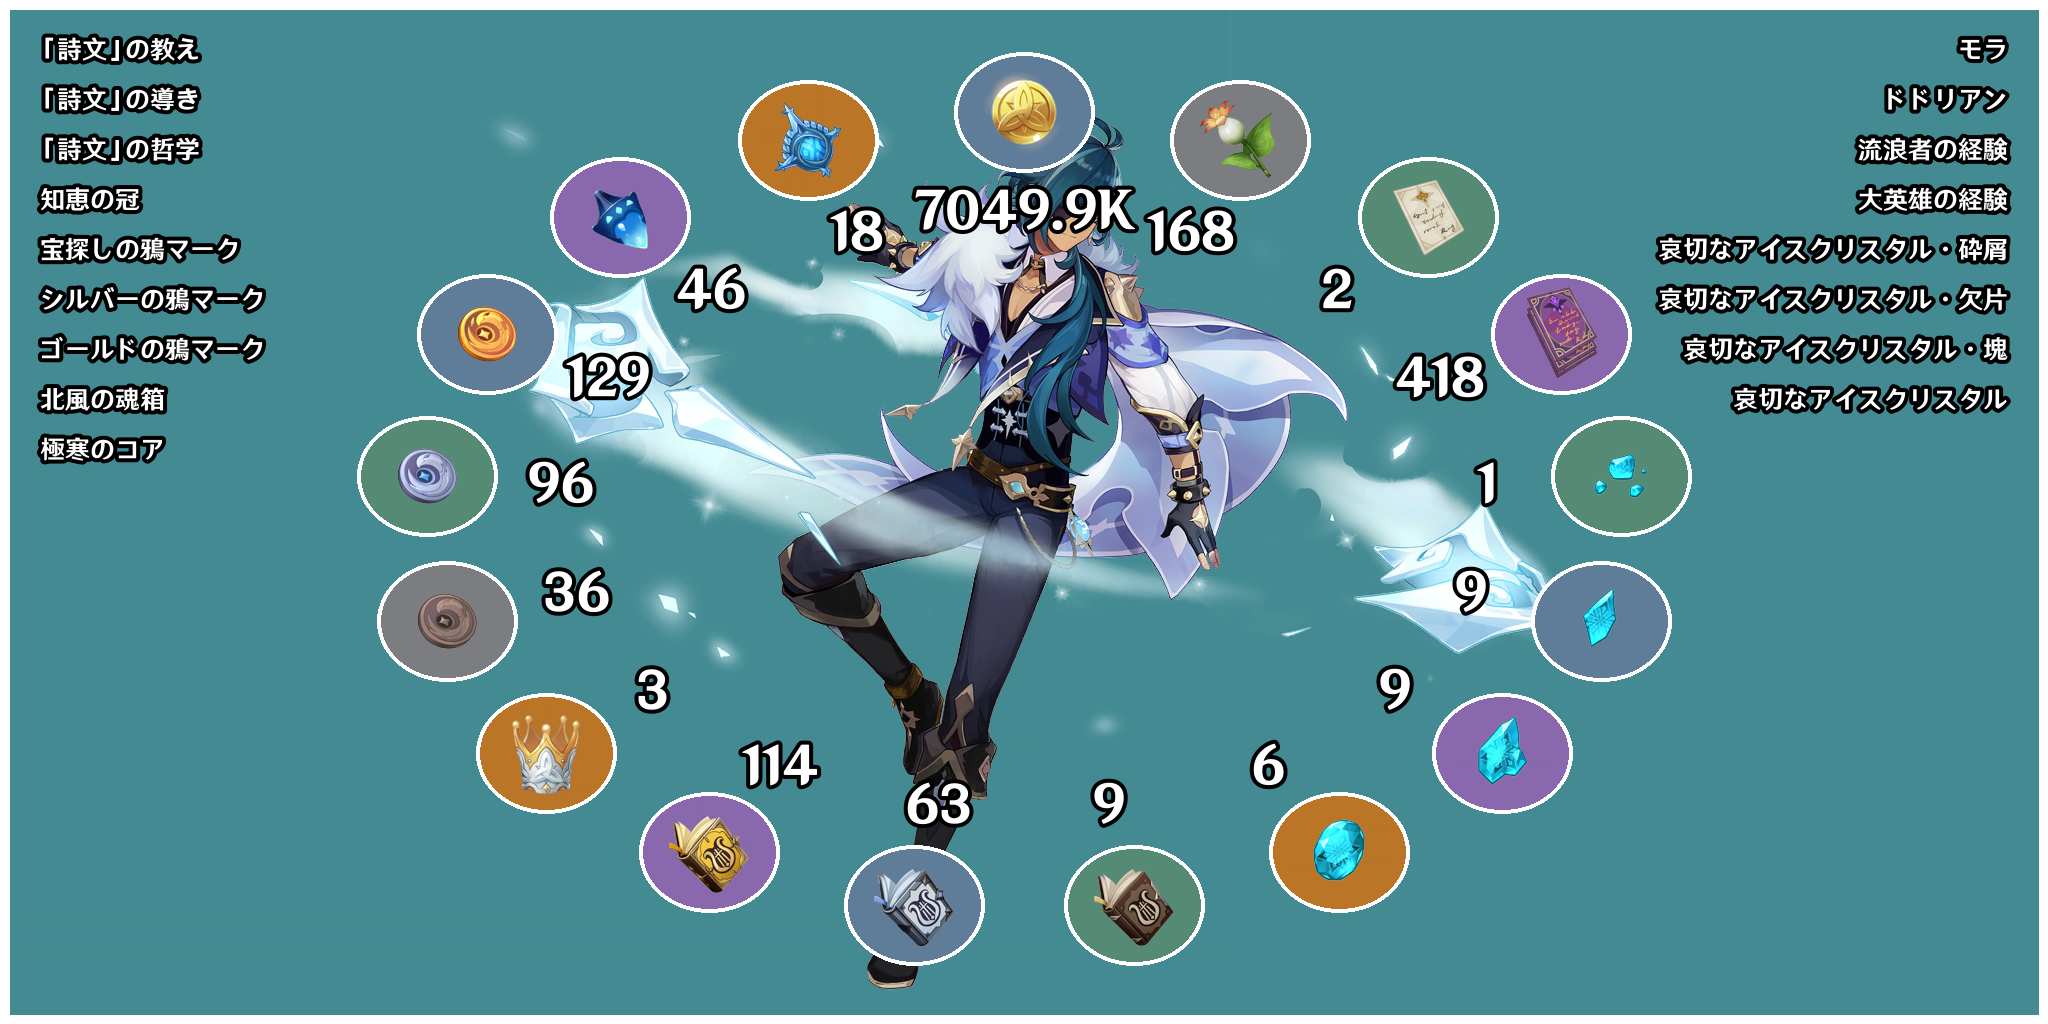 「詩文」の教え
「詩文」の導き
「詩文」の哲学
知恵の冠
宝探しの鴉マーク
シルバーの鴉マーク
ゴールドの鴉マーク
北風の魂箱
極寒のコア
モラ
ドドリアン
流浪者の経験
大英雄の経験
哀切なアイスクリスタル・砕屑
哀切なアイスクリスタル・欠片
哀切なアイスクリスタル・塊
哀切なアイスクリスタル
7049.9K
168
2
418
1
9
9
6
9
63
114
3
36
96
129
46
18